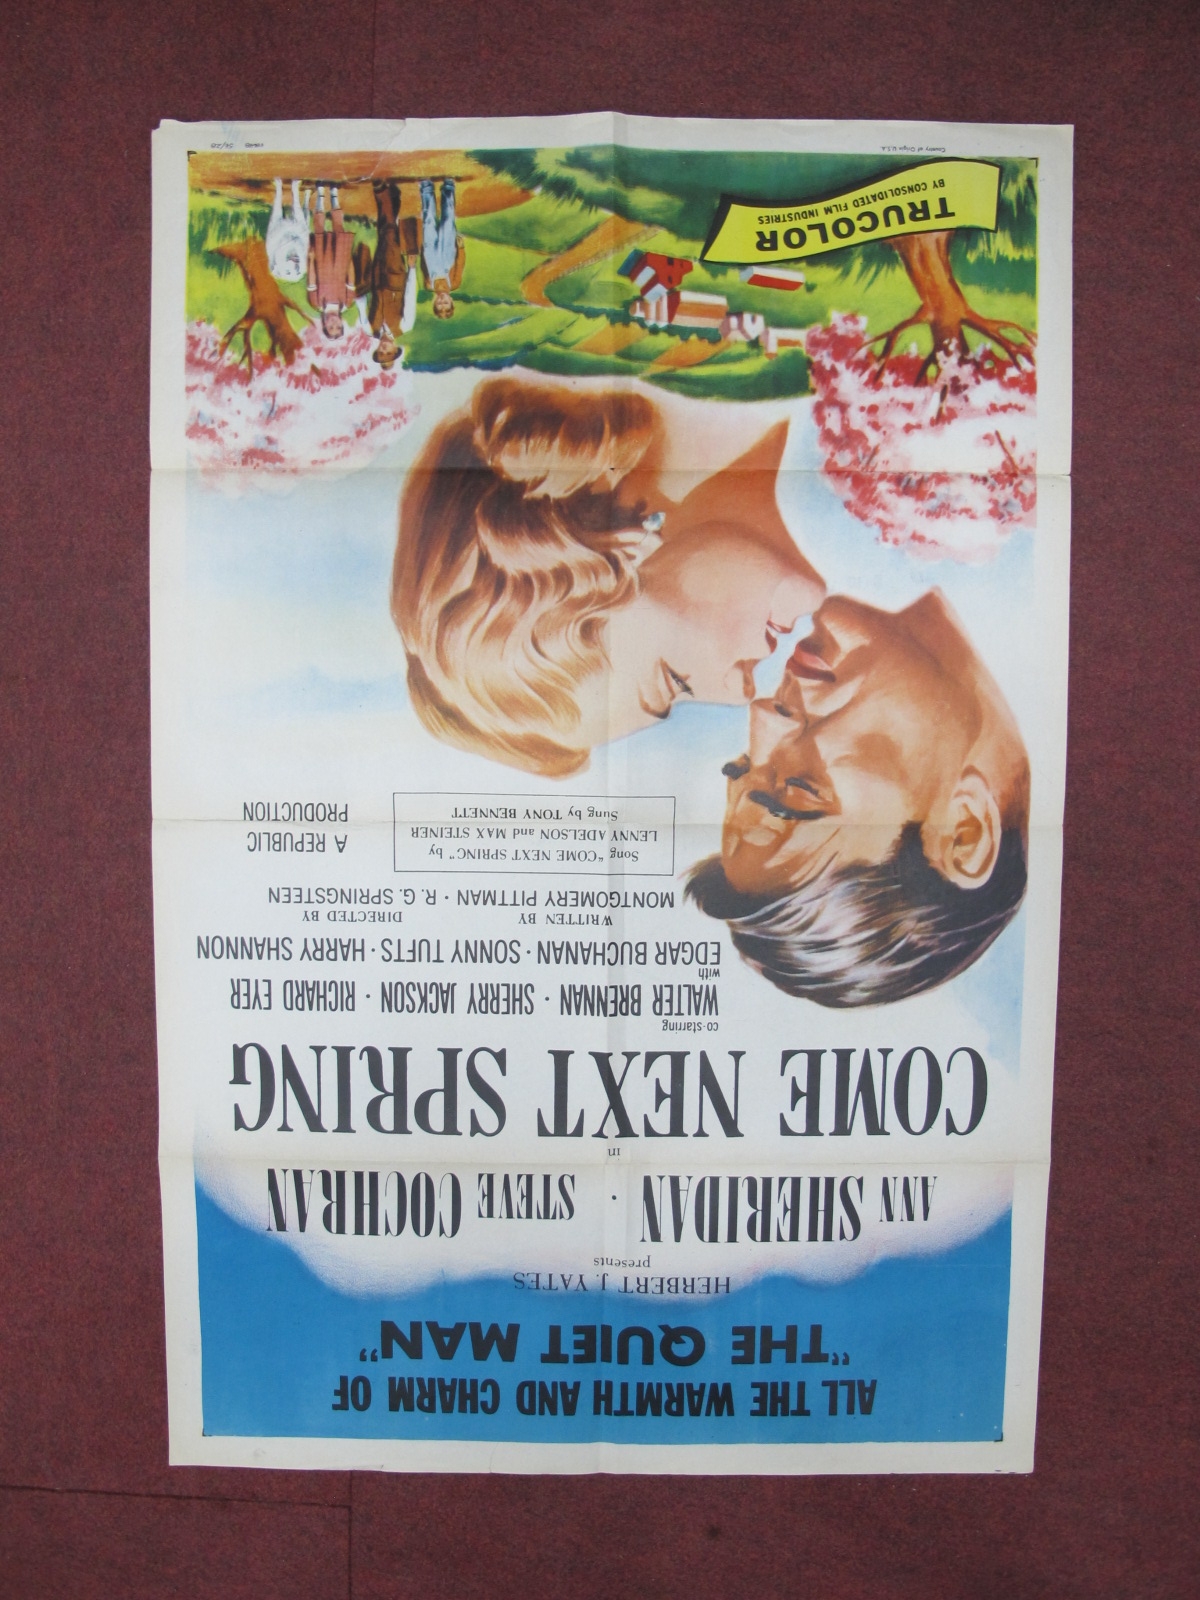 ALL THE WARMTH AND CHARM OF
"THE QUIET MAN"
HERBERT J. YATES
presents
ANN SHERIDAN · STEVE COCHRAN
in
COME NEXT SPRING
co-starring
WALTER BRENNAN · SHERRY JACKSON · RICHARD EYER
with
EDGAR BUCHANAN · SONNY TUFTS · HARRY SHANNON
WRITTEN BY DIRECTED BY
MONTGOMERY PITTMAN · R. G. SPRINGSTEEN
Song "COME NEXT SPRING" by
LENNY ADELSON and MAX STEINER
Sung by TONY BENNETT
A REPUBLIC
PRODUCTION
TRUCOLOR
BY CONSOLIDATED FILM INDUSTRIES
Country of Origin U.S.A.